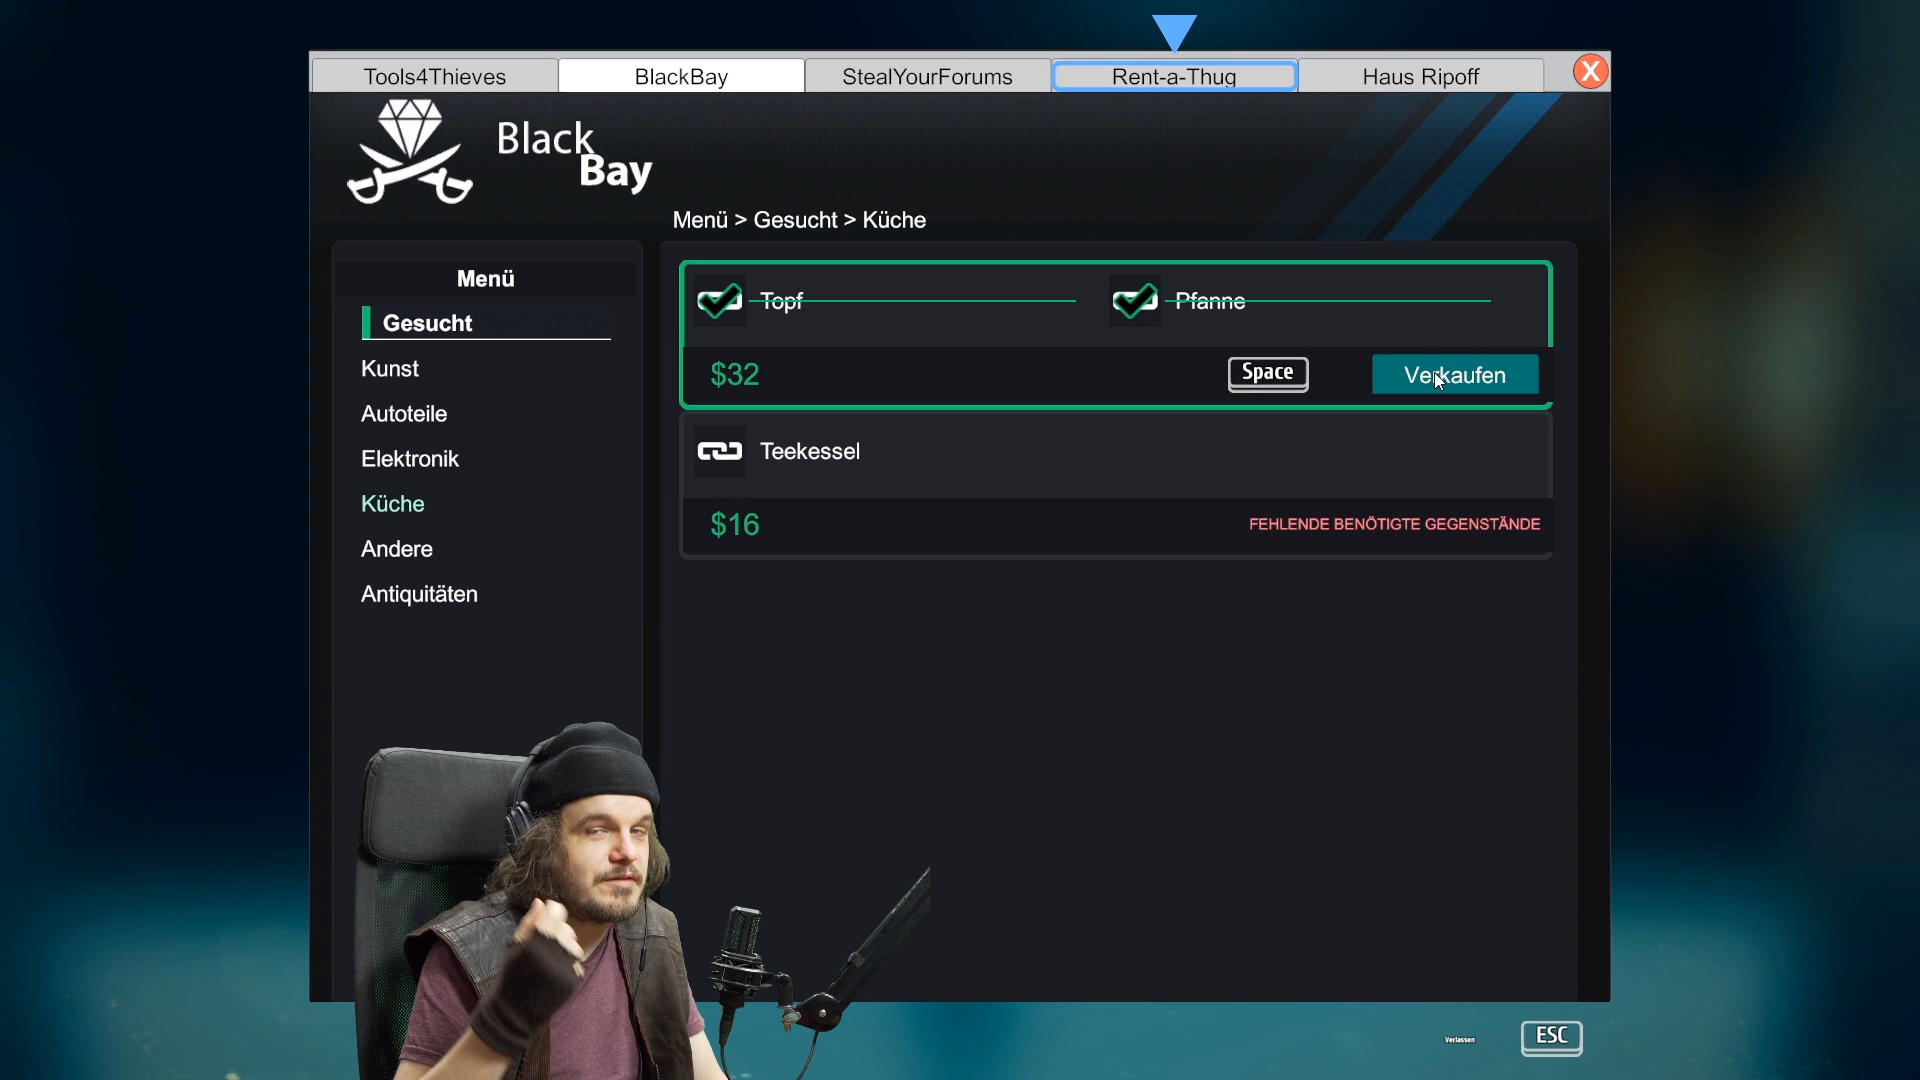 Tools4Thieves
BlackBay
StealYourForums
Rent-a-Thug
Haus Ripoff
X
Black
Bay
Menü > Gesucht > Küche
Menü
Gesucht
Kunst
Autoteile
Elektronik
Küche
Andere
Antiquitäten
Topf
Pfanne
$32
Space
Verkaufen
Teekessel
$16
FEHLENDE BENÖTIGTE GEGENSTÄNDE
Verlassen
ESC